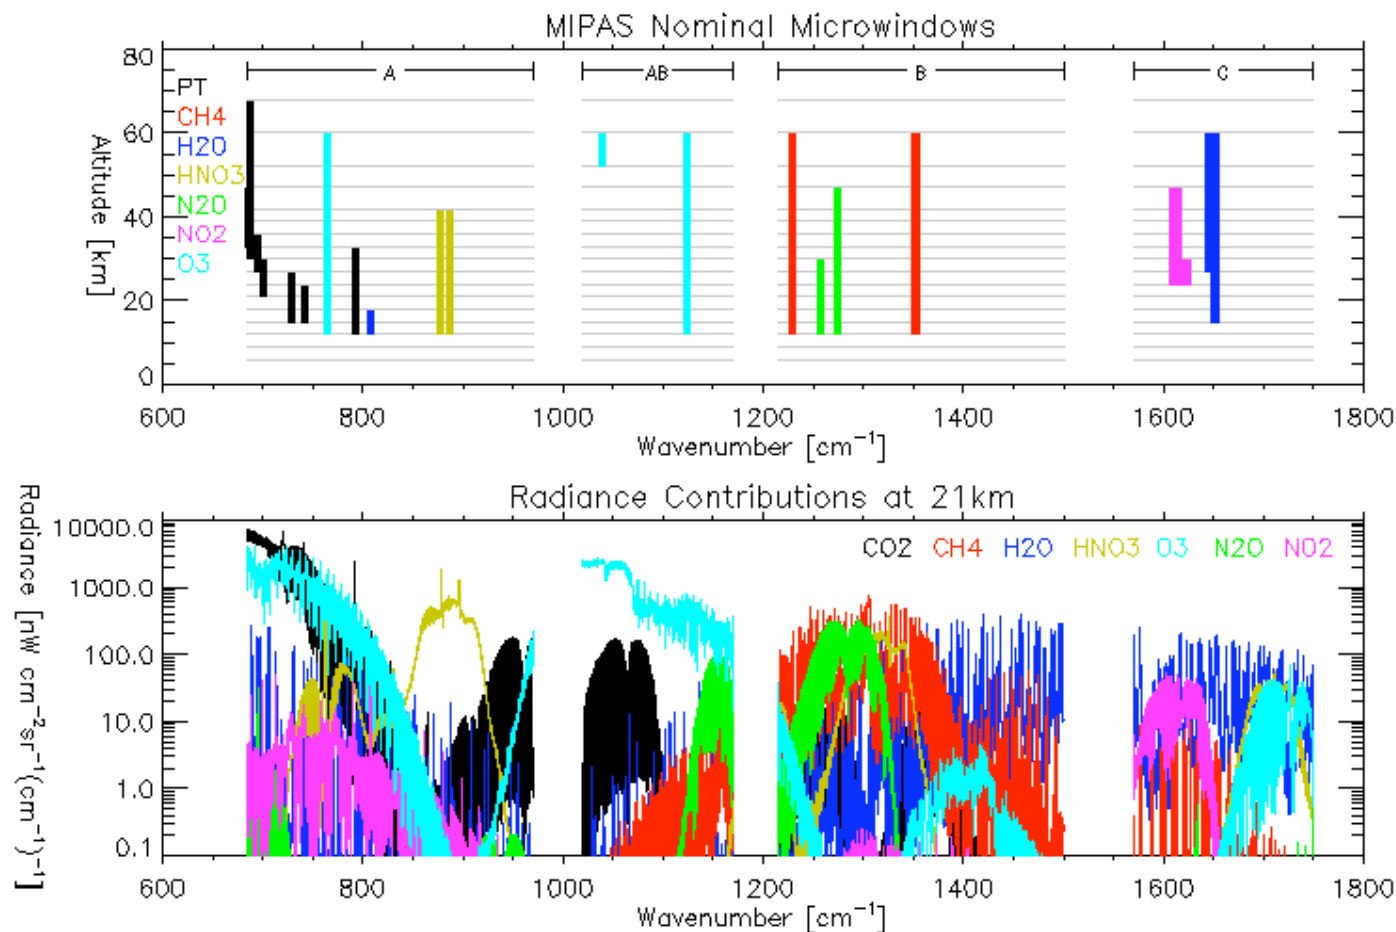 MIPAS Nominal Microwindows
80
60
40
20
0
Altitude [km]
PT
CH4
H2O
HNO3
N2O
NO2
O3
A
AB
B
C
600 800 1000 1200 1400 1600 1800
Wavenumber [cm⁻¹]
Radiance Contributions at 21km
10000.0
1000.0
100.0
10.0
1.0
0.1
Radiance [nW cm⁻²sr⁻¹(cm⁻¹)⁻¹]
CO2 CH4 H2O HNO3 O3 N2O NO2
600 800 1000 1200 1400 1600 1800
Wavenumber [cm⁻¹]